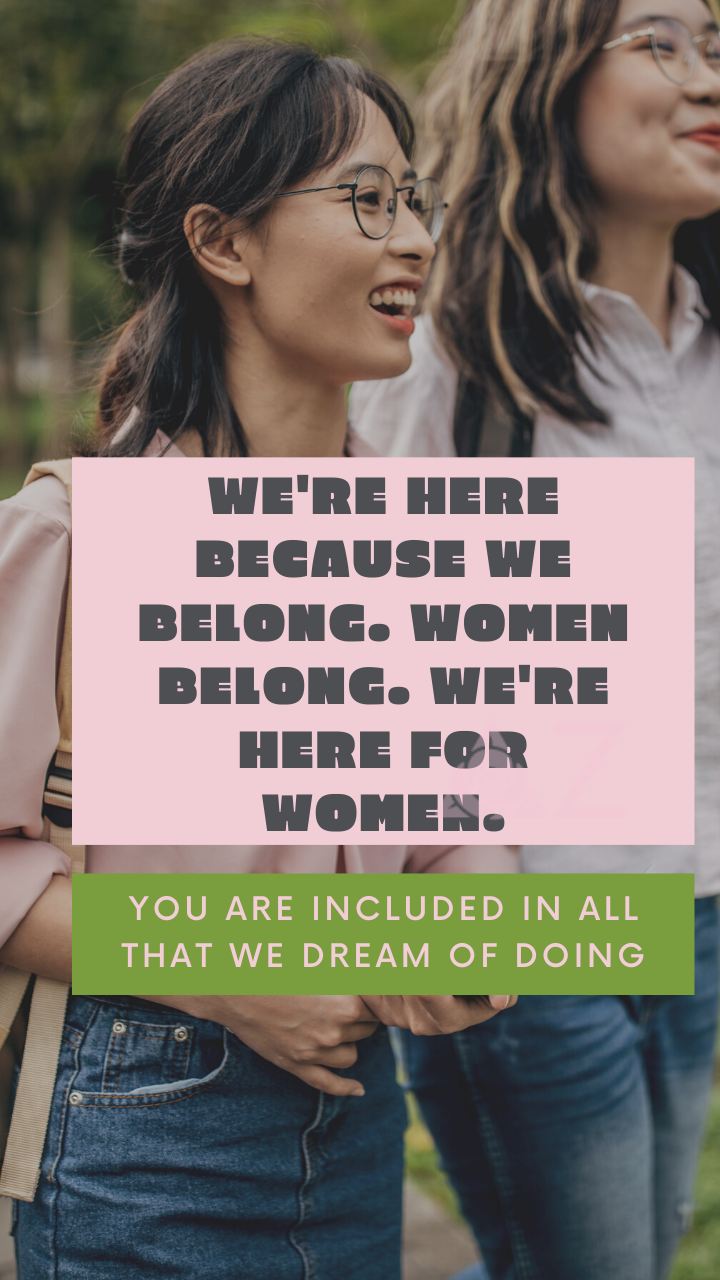 WE'RE HERE
BECAUSE WE
BELONG. WOMEN
BELONG. WE'RE
HERE FOR
WOMEN.
YOU ARE INCLUDED IN ALL
THAT WE DREAM OF DOING